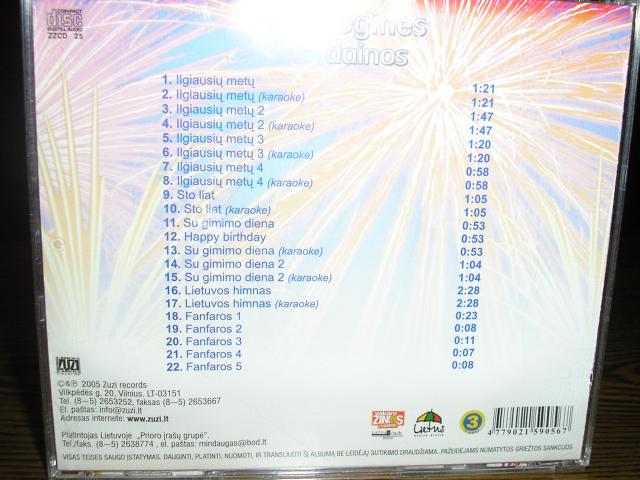 COMPACT
disc
DIGITAL AUDIO
ZZCD 25
dainos
1. Ilgiausių metų 1:21
2. Ilgiausių metų (karaoke) 1:21
3. Ilgiausių metų 2 1:47
4. Ilgiausių metų 2 (karaoke) 1:47
5. Ilgiausių metų 3 1:20
6. Ilgiausių metų 3 (karaoke) 1:20
7. Ilgiausių metų 4 0:58
8. Ilgiausių metų 4 (karaoke) 0:58
9. Sto liat 1:05
10. Sto liat (karaoke) 1:05
11. Su gimimo diena 0:53
12. Happy birthday 0:53
13. Su gimimo diena (karaoke) 0:53
14. Su gimimo diena 2 1:04
15. Su gimimo diena 2 (karaoke) 1:04
16. Lietuvos himnas 2:28
17. Lietuvos himnas (karaoke) 2:28
18. Fanfaros 1 0:23
19. Fanfaros 2 0:08
20. Fanfaros 3 0:11
21. Fanfaros 4 0:07
22. Fanfaros 5 0:08
ZUZI
©&℗ 2005 Zuzi records
Vilkpėdės g. 20, Vilnius. LT-03151
Tel. (8~5) 2653252, faksas (8~5) 2653667
El. paštas: info@zuzi.lt
Adresas internete: www.zuzi.lt
Platintojas Lietuvoje „Prioro įrašų grupė".
Tel./faks. (8~5) 2638774 , el. paštas: mindaugas@bod.lt
vakaro ŽINIOS
Lietus
3
4 779021 590567
VISAS TEISES SAUGO ĮSTATYMAS. DAUGINTI, PLATINTI, NUOMOTI, IR TRANSLIUOTI ŠĮ ALBUMĄ BE LEIDĖJŲ SUTIKIMO DRAUDŽIAMA. PAŽEIDĖJAMS NUMATYTOS GRIEŽTOS SANKCIJOS